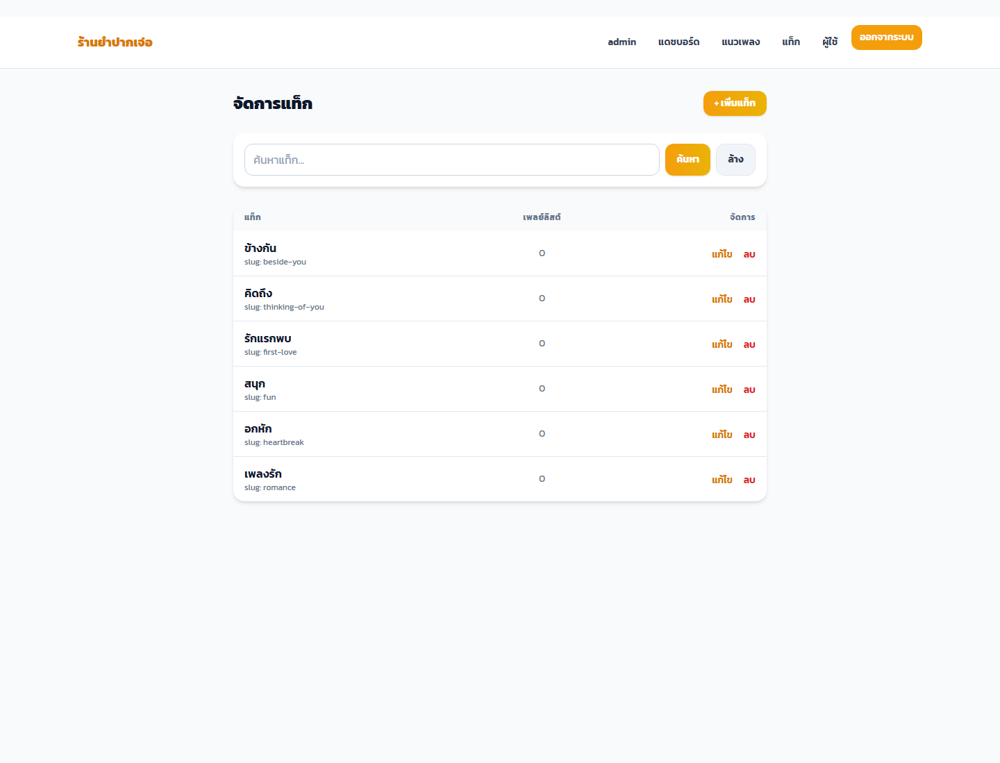 ร้านยำปากเจ่อ
admin แดชบอร์ด แนวเพลง แท็ก ผู้ใช้ ออกจากระบบ
จัดการแท็ก + เพิ่มแท็ก
ค้นหาแท็ก... ค้นหา ล้าง
แท็ก เพลย์ลิสต์ จัดการ
ข้างกัน
slug: beside-you
0 แก้ไข ลบ
คิดถึง
slug: thinking-of-you
0 แก้ไข ลบ
รักแรกพบ
slug: first-love
0 แก้ไข ลบ
สนุก
slug: fun
0 แก้ไข ลบ
อกหัก
slug: heartbreak
0 แก้ไข ลบ
เพลงรัก
slug: romance
0 แก้ไข ลบ